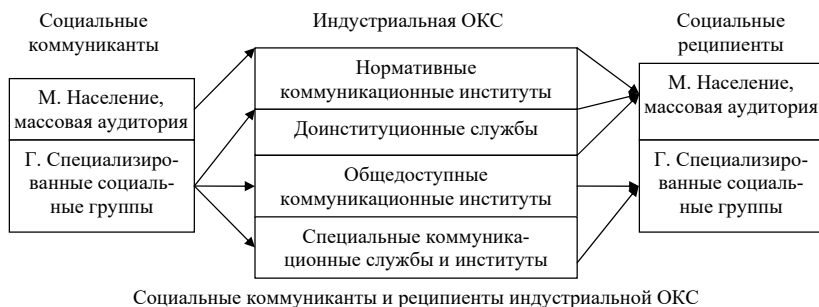 Социальные
коммуниканты
Индустриальная ОКС
Социальные
реципиенты
М. Население,
массовая аудитория
Г. Специализиро-
ванные социаль-
ные группы
Нормативные
коммуникационные институты
Доинституционные службы
Общедоступные
коммуникационные институты
Специальные коммуника-
ционные службы и институты
М. Население,
массовая аудитория
Г. Специализиро-
ванные социаль-
ные группы
Социальные коммуниканты и реципиенты индустриальной ОКС